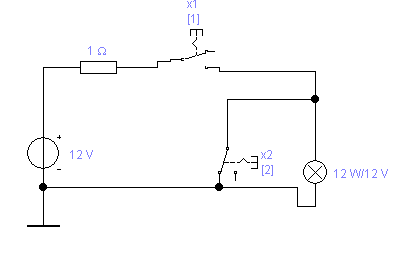 x1
[1]
1 Ω
+
12 V
-
x2
[2]
12 W/12 V